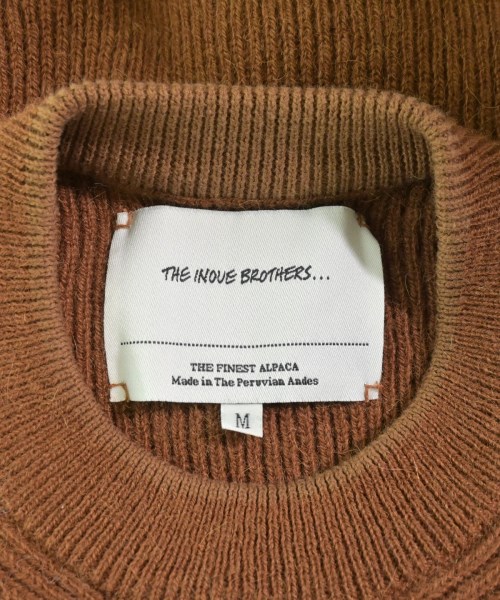 THE INOUE BROTHERS...
THE FINEST ALPACA
Made in The Peruvian Andes
M